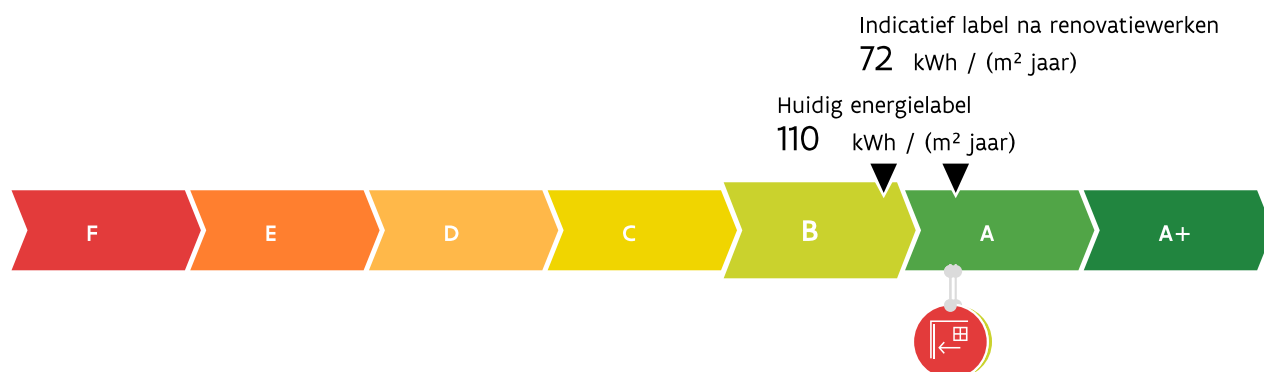 Indicatief label na renovatiewerken
72 kWh / (m² jaar)
Huidig energielabel
110 kWh / (m² jaar)
F E D C B A A+